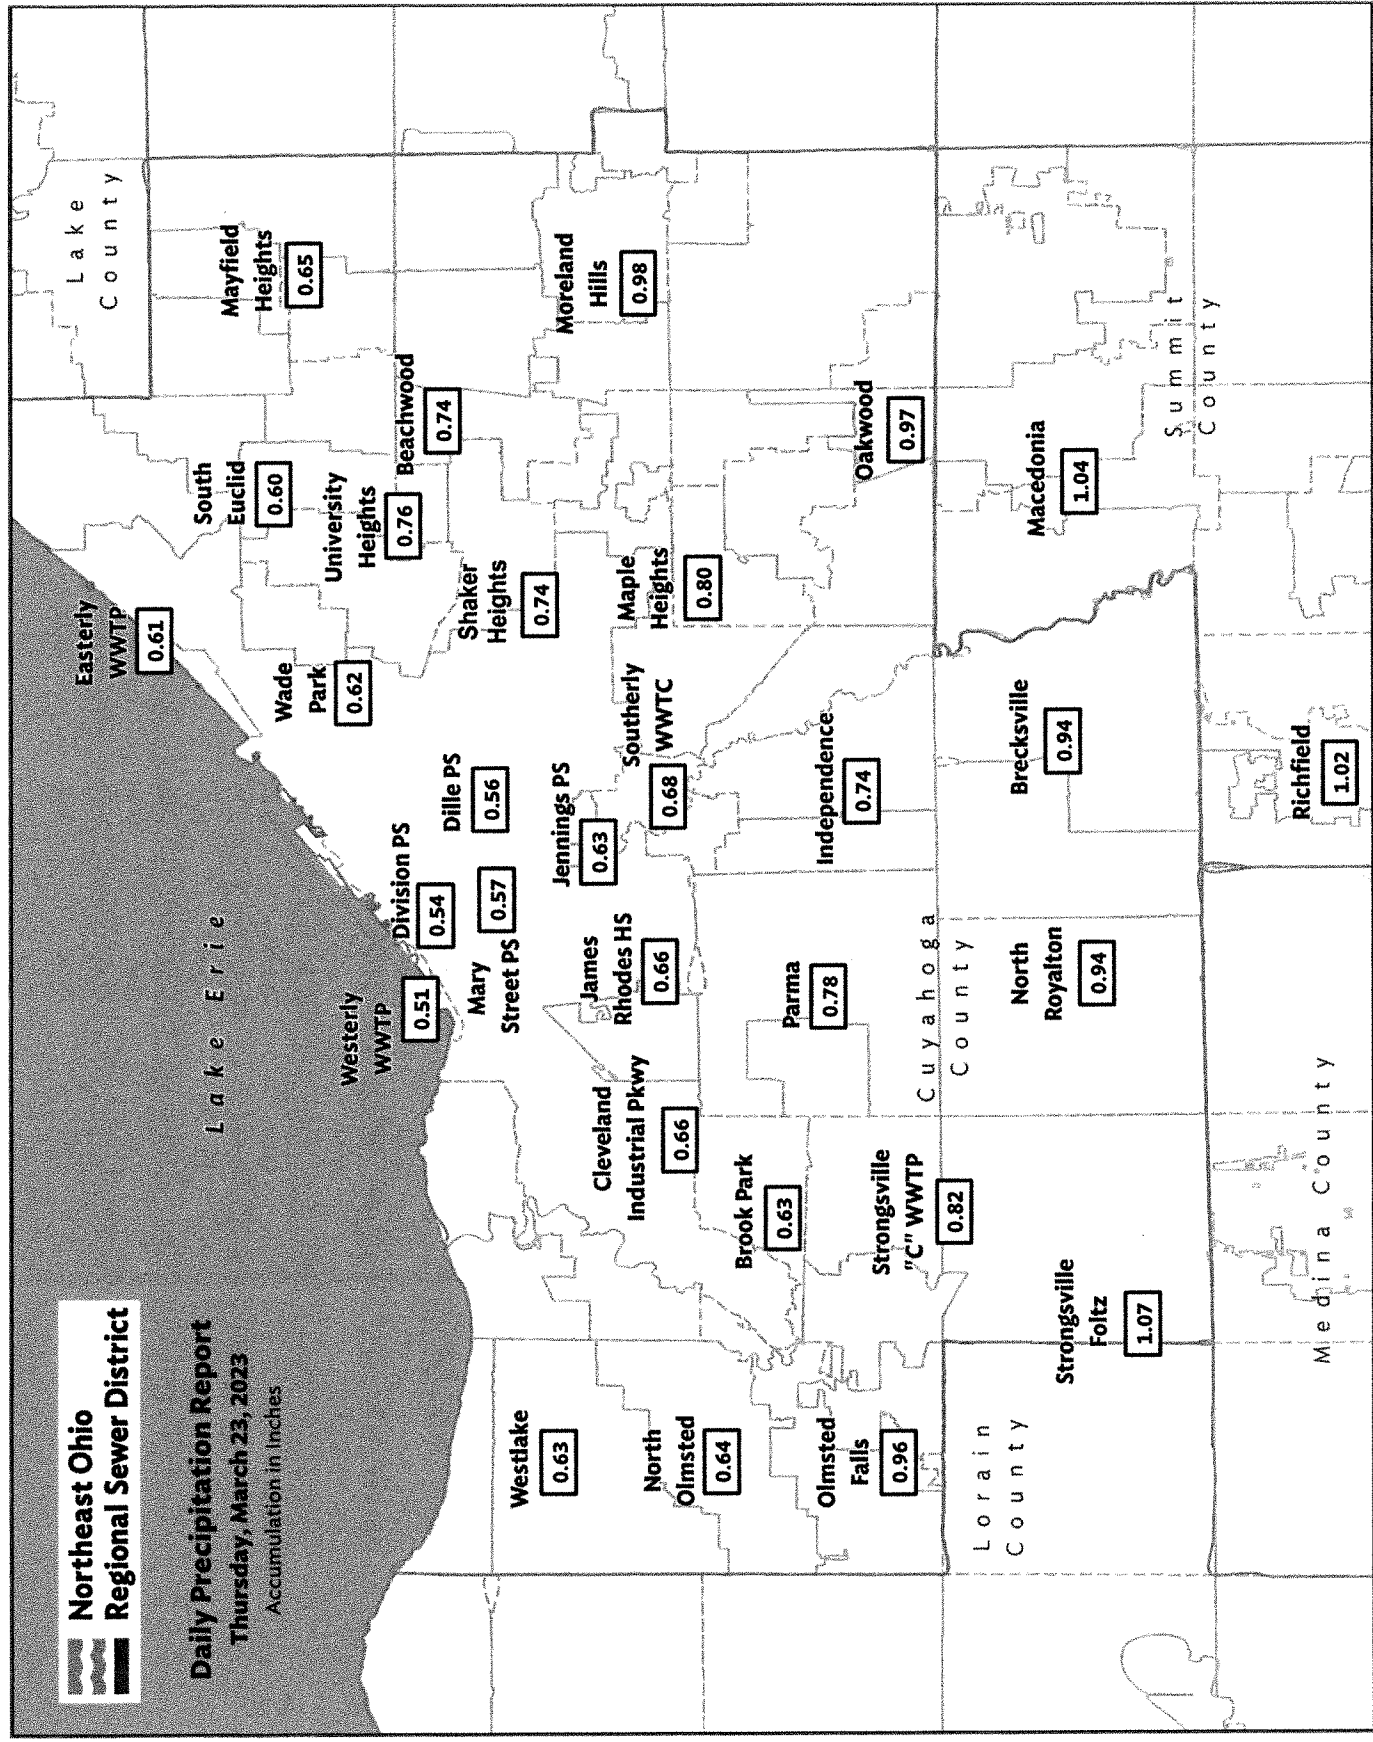 Northeast Ohio
Regional Sewer District
Daily Precipitation Report
Thursday, March 23, 2023
Accumulation in Inches
Lake Erie
Lake
County
Easterly
WWTP
0.61
South
Euclid
0.60
Mayfield
Heights
0.65
Wade
Park
0.62
University
Heights
0.76
Beachwood
0.74
Westerly
WWTP
0.51
Division PS
0.54
Dille PS
0.56
Mary
Street PS
0.57
Shaker
Heights
0.74
Moreland
Hills
0.98
Westlake
0.63
Jennings PS
0.63
James
Rhodes HS
0.66
Cleveland
Industrial Pkwy
0.66
Southerly
WWTC
0.68
Maple
Heights
0.80
North
Olmsted
0.64
Brook Park
0.63
Parma
0.78
Independence
0.74
Oakwood
0.97
Olmsted
Falls
0.96
Strongsville
"C" WWTP
0.82
Cuyahoga
County
Lorain
County
Strongsville
Foltz
1.07
North
Royalton
0.94
Brecksville
0.94
Macedonia
1.04
Summit
County
Medina County
Richfield
1.02